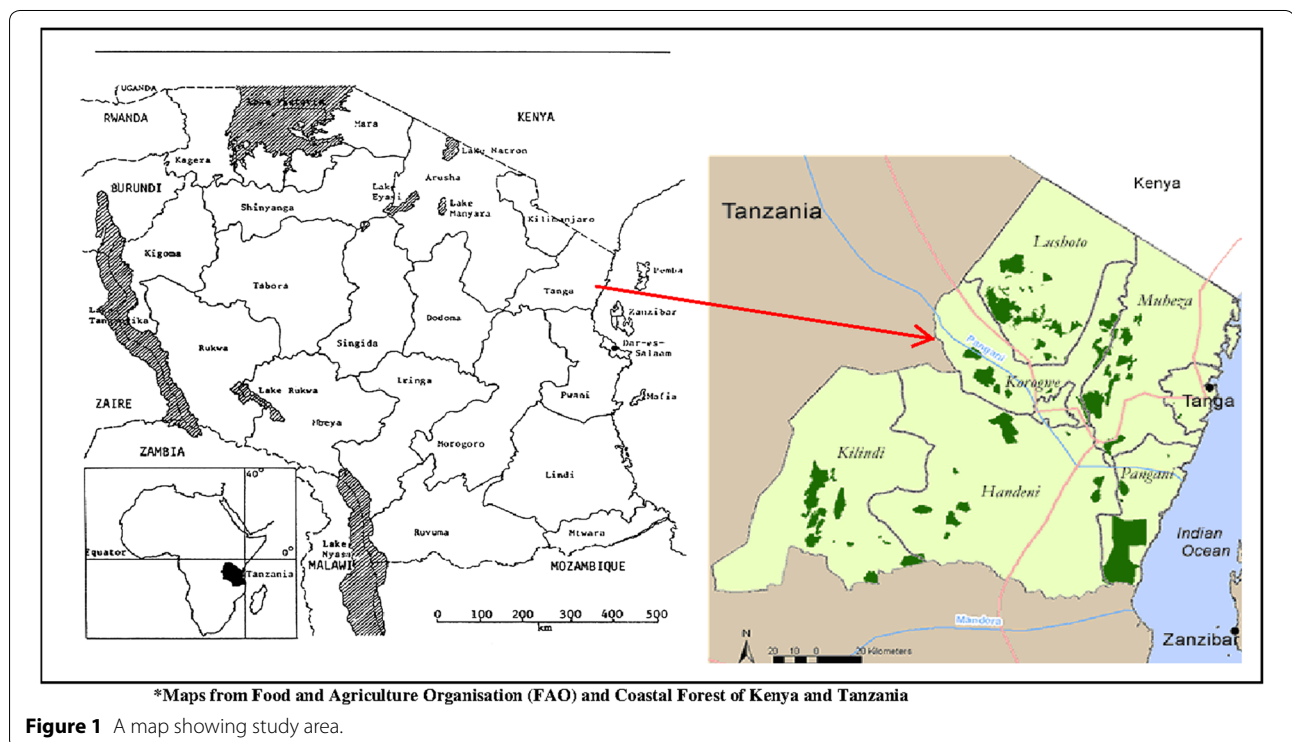 UGANDA
RWANDA
Lake Victoria
Mara
KENYA
Kagera
Lake Natron
BURUNDI
Lake
Eyasi
Arusha
Shinyanga
Lake
Manyara
Kilimanjaro
Kigoma
Tabora
Tanga
Pemba
Lake
Tanganyika
Dodoma
Zanzibar
Rukwa
Singida
Dar-es-
Salaam
Lake Rukwa
Iringa
Pwani
Mafia
ZAIRE
Mbeya
Morogoro
ZAMBIA
Lindi
40°
Equator
0°
Tanzania
Lake
Nyasa
MALAWI
Ruvuma
Mtwara
MOZAMBIQUE
0 100 200 300 400 500
km
Kenya
Tanzania
Lushoto
Muheza
Pangani
Korogwe
Tanga
Kilindi
Handeni
Pangani
Indian
Ocean
Mandera
Zanzibar
N
20 10 0 20 Kilometers
*Maps from Food and Agriculture Organisation (FAO) and Coastal Forest of Kenya and Tanzania
Figure 1 A map showing study area.